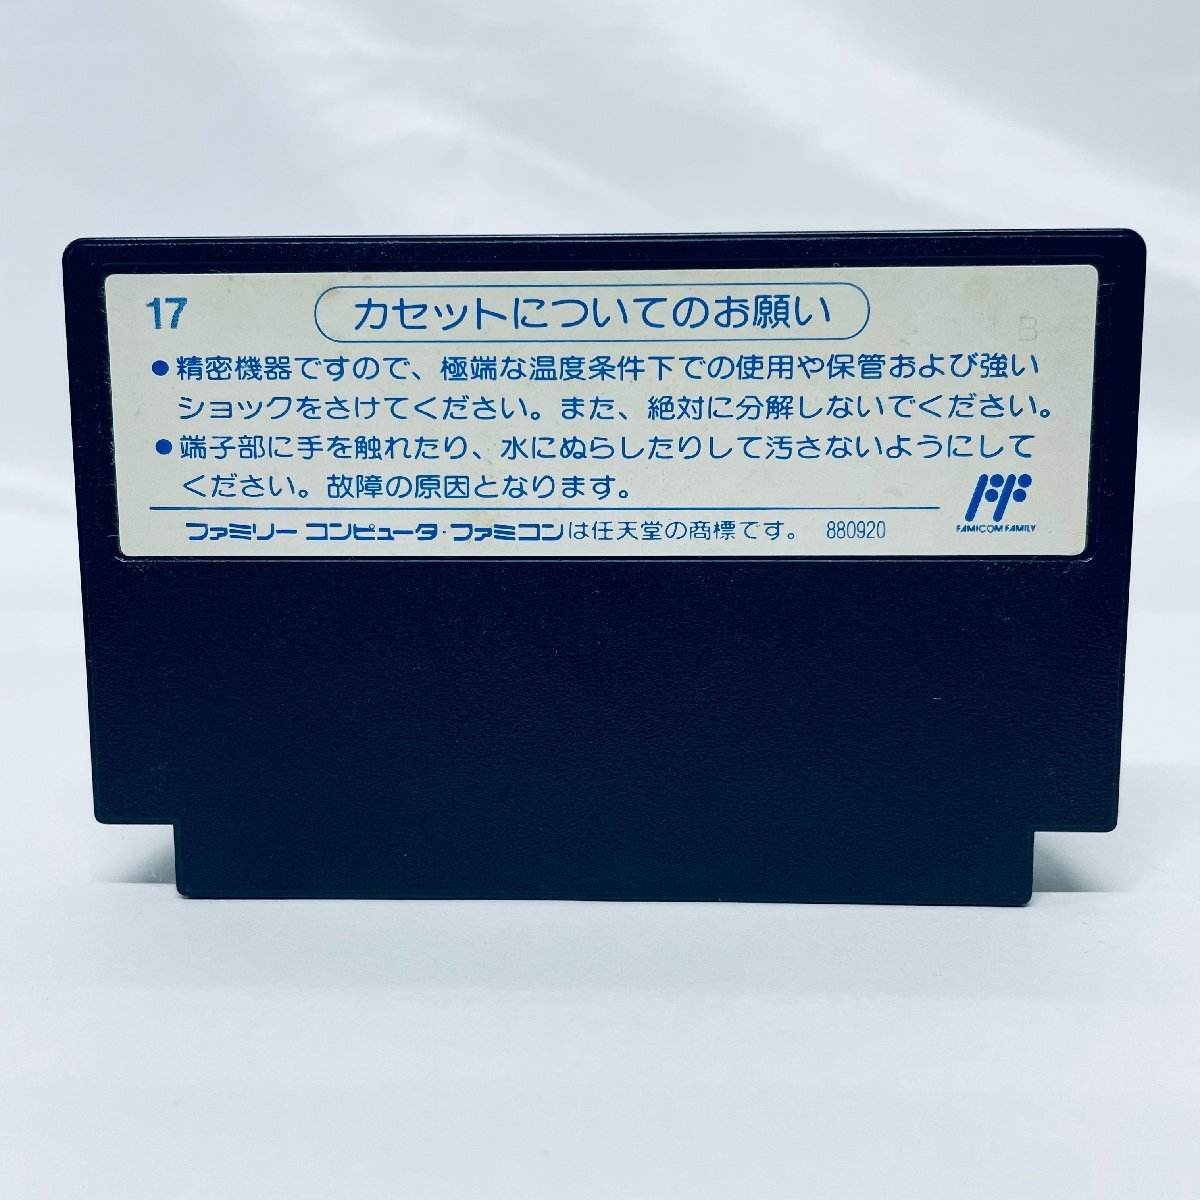 17
カセットについてのお願い
B
●精密機器ですので、極端な温度条件下での使用や保管および強い
ショックをさけてください。また、絶対に分解しないでください。
●端子部に手を触れたり、水にぬらしたりして汚さないようにして
ください。故障の原因となります。
ファミリーコンピュータ・ファミコンは任天堂の商標です。 880920
FAMICOM FAMILY